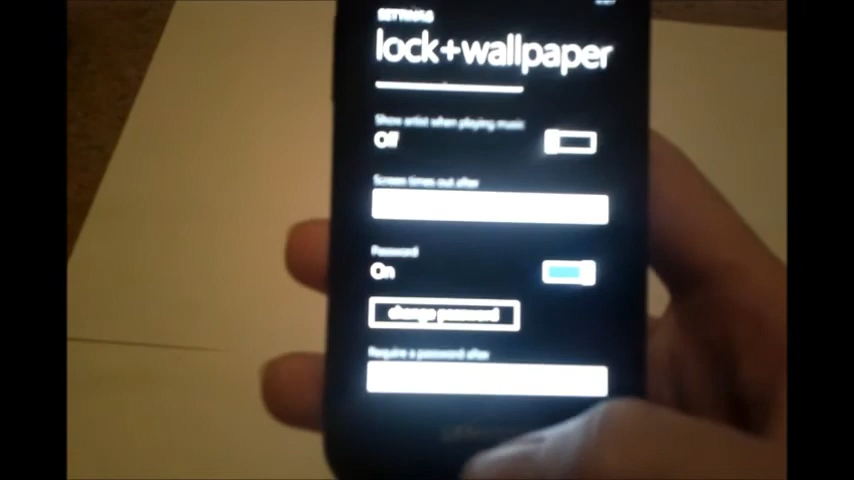 SETTINGS
lock+wallpaper
Show artist when playing music
Off
Screen times out after
Password
On
change password
Require a password after